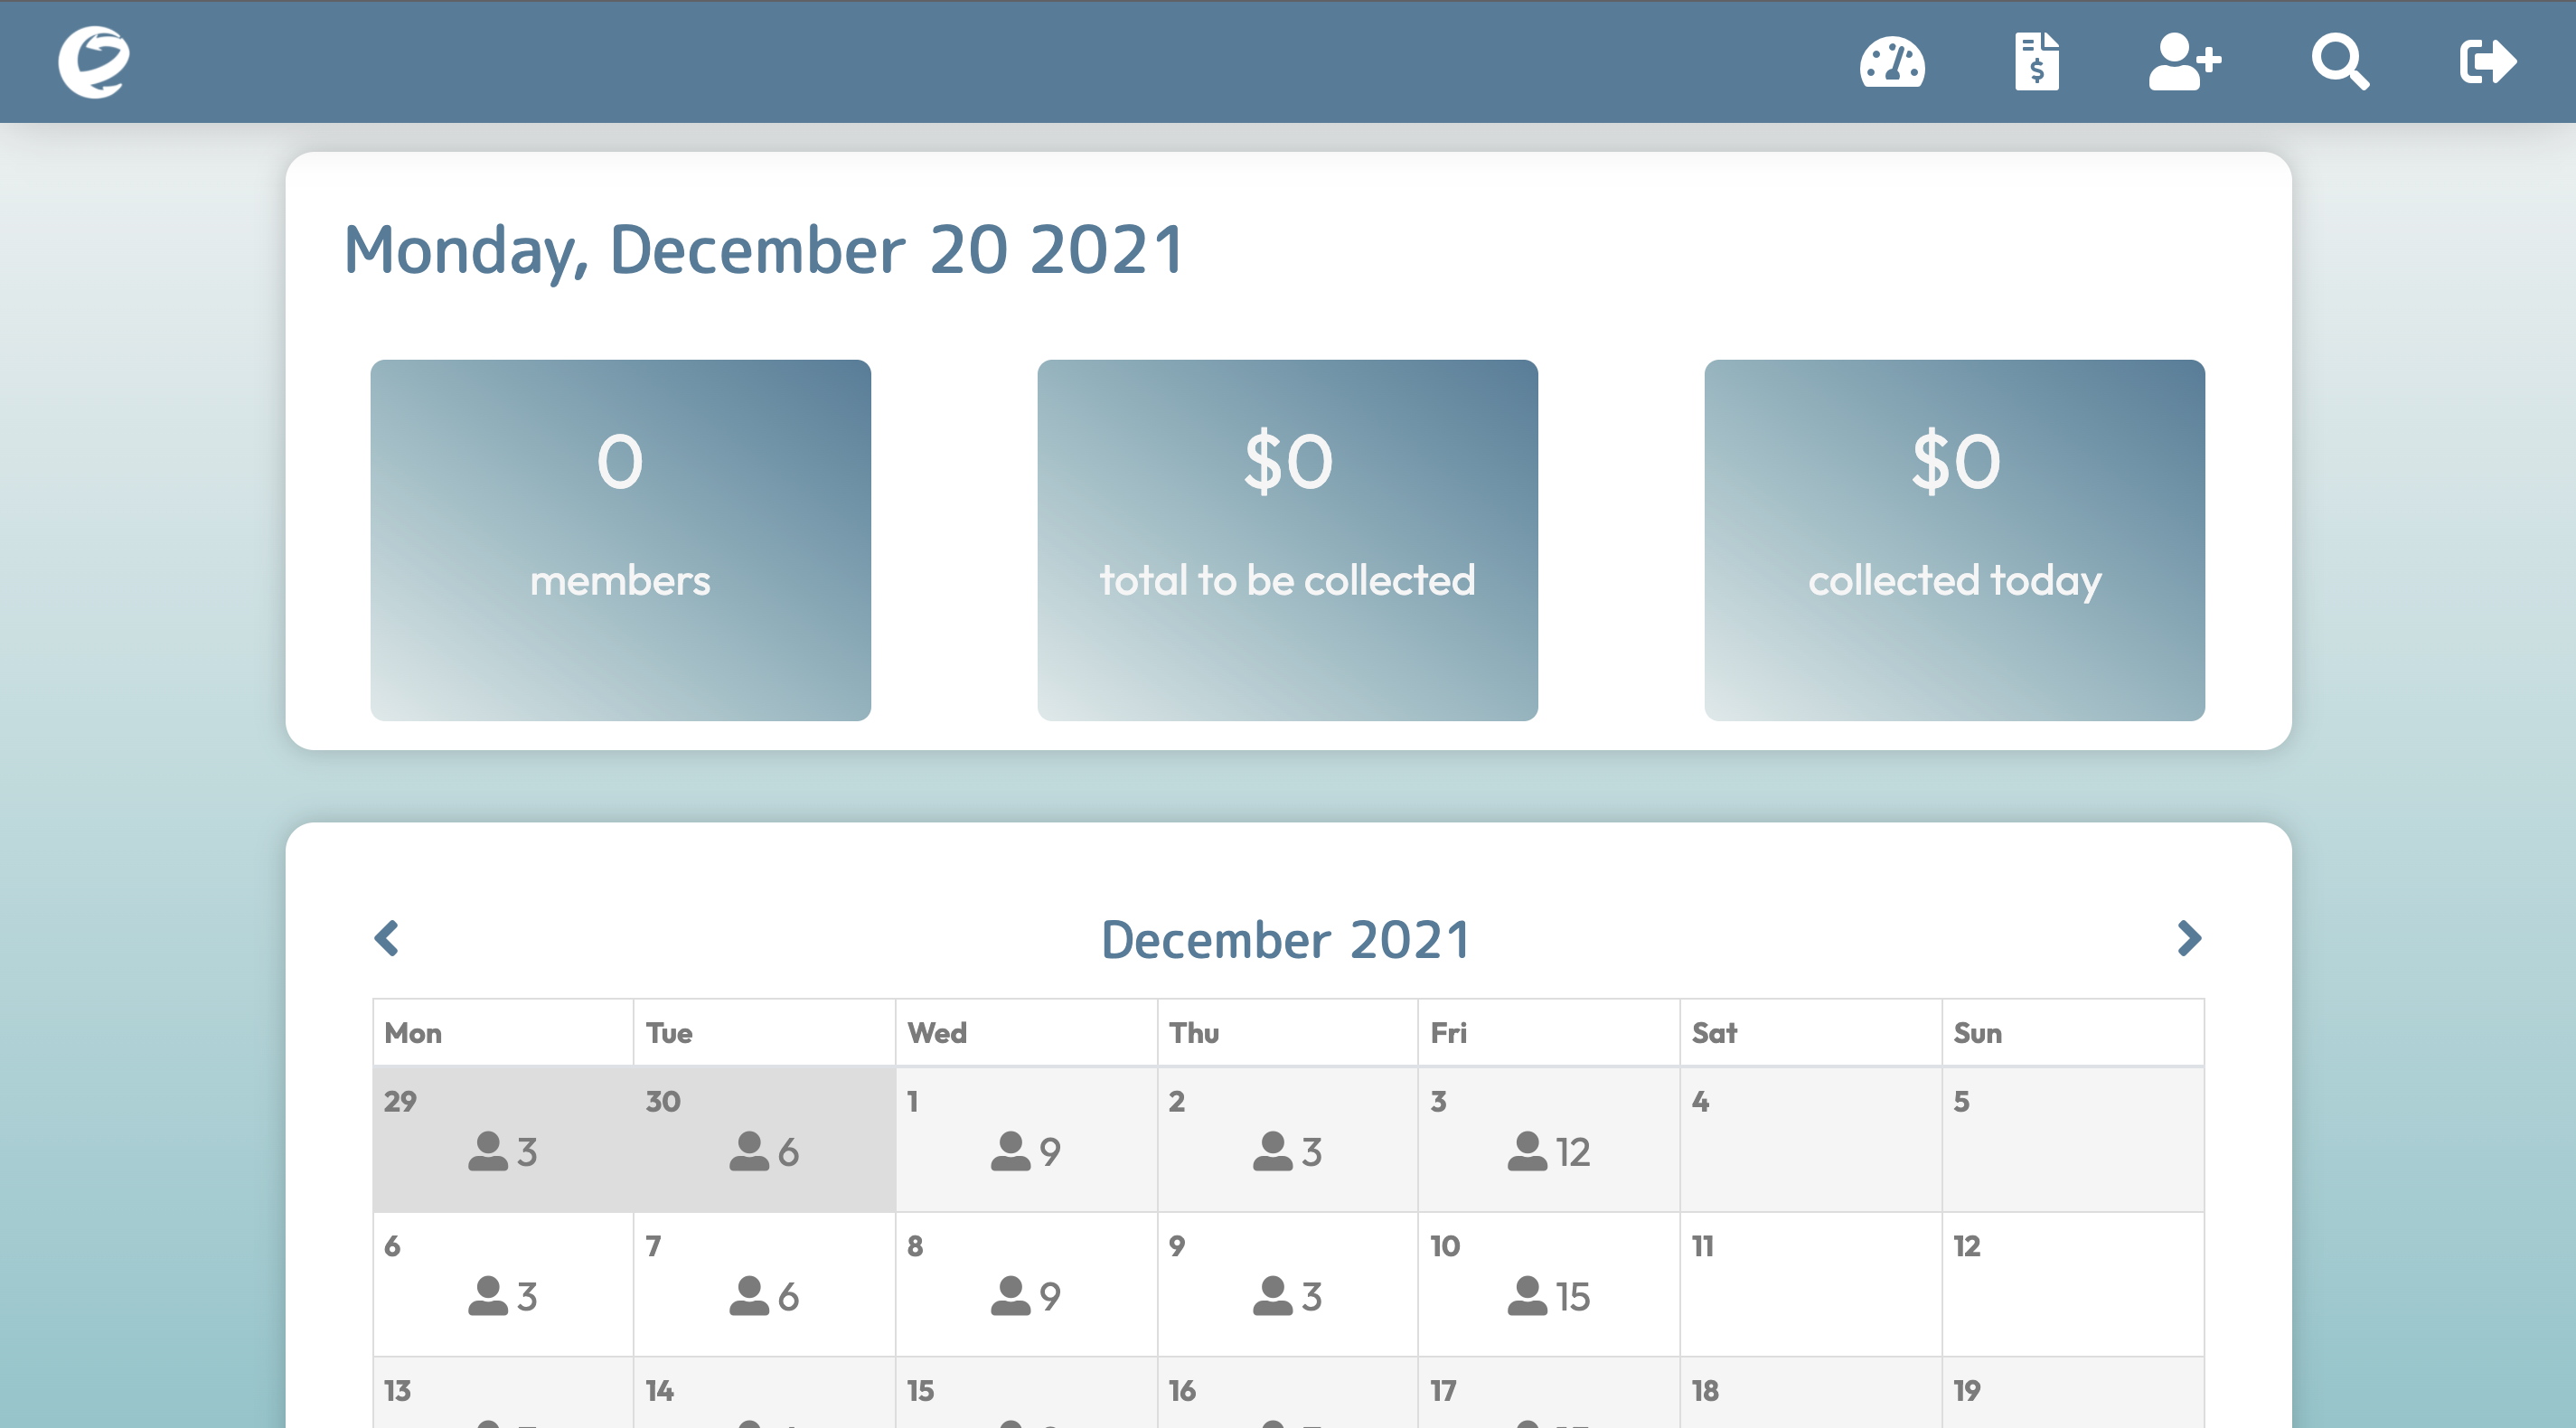 $
Monday, December 20 2021
0 $0 $0
members total to be collected collected today
December 2021
Mon Tue Wed Thu Fri Sat Sun
29 30 1 2 3 4 5
3 6 9 3 12
6 7 8 9 10 11 12
3 6 9 3 15
13 14 15 16 17 18 19